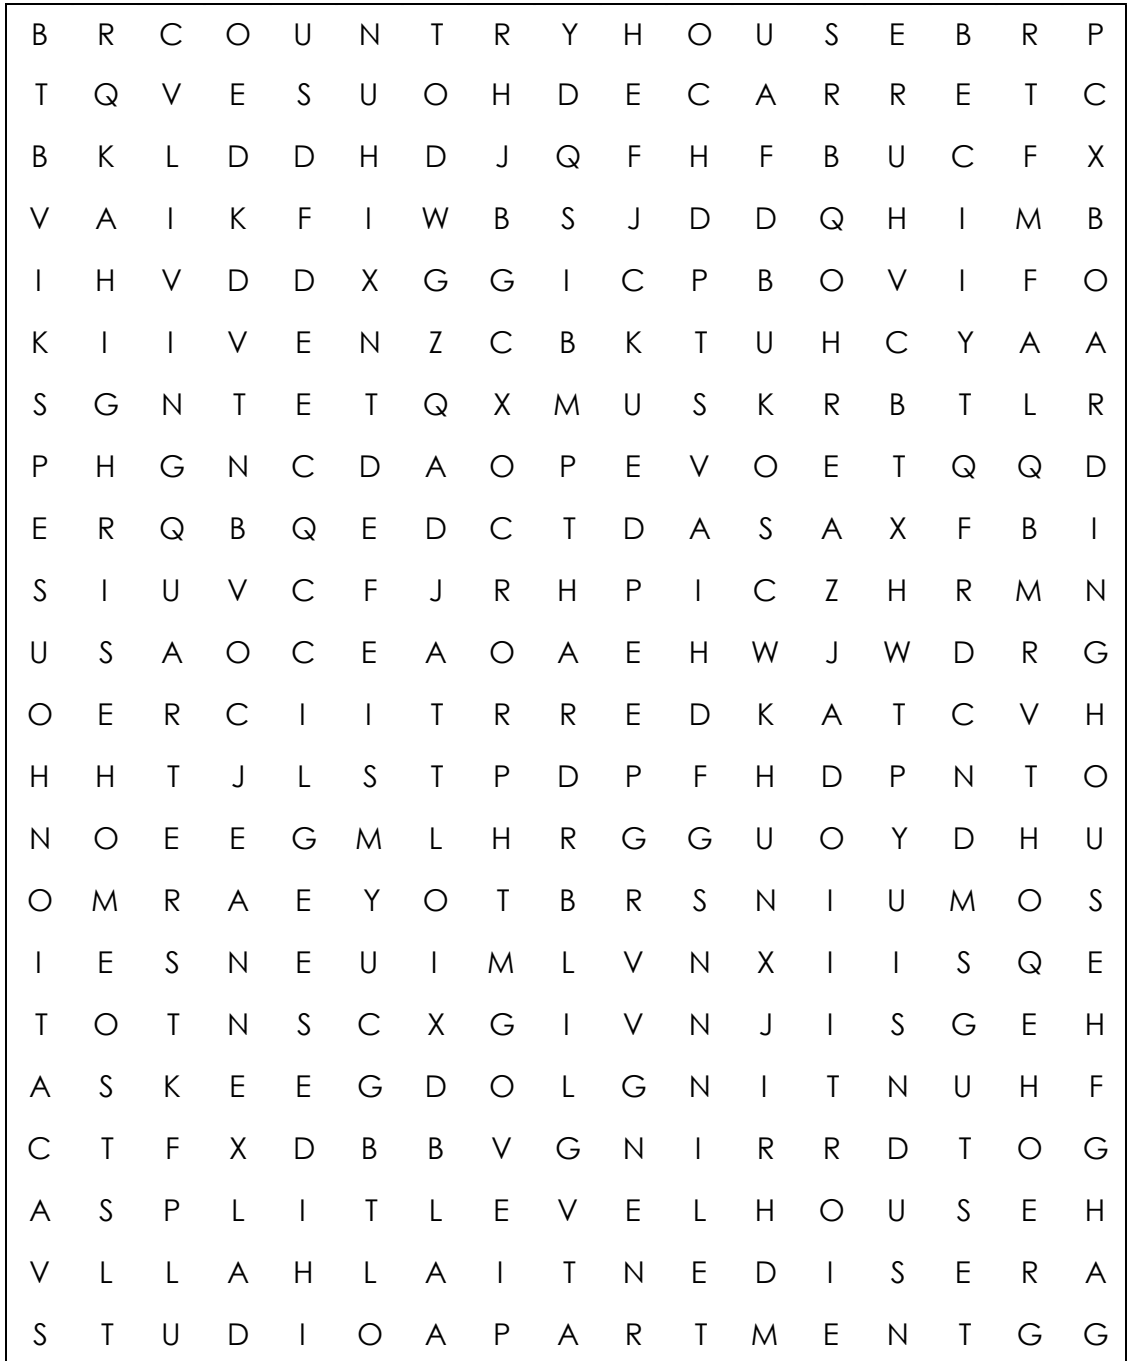 B R C O U N T R Y H O U S E B R P
T Q V E S U O H D E C A R R E T C
B K L D D H D J Q F H F B U C F X
V A I K F I W B S J D D Q H I M B
I H V D D X G G I C P B O V I F O
K I I V E N Z C B K T U H C Y A A
S G N T E T Q X M U S K R B T L R
P H G N C D A O P E V O E T Q Q D
E R Q B Q E D C T D A S A X F B I
S I U V C F J R H P I C Z H R M N
U S A O C E A O A E H W J W D R G
O E R C I I T R R E D K A T C V H
H H T J L S T P D P F H D P N T O
N O E E G M L H R G G U O Y D H U
O M R A E Y O T B R S N I U M O S
I E S N E U I M L V N X I I S Q E
T O T N S C X G I V N J I S G E H
A S K E E G D O L G N I T N U H F
C T F X D B B V G N I R R D T O G
A S P L I T L E V E L H O U S E H
V L L A H L A I T N E D I S E R A
S T U D I O A P A R T M E N T G G